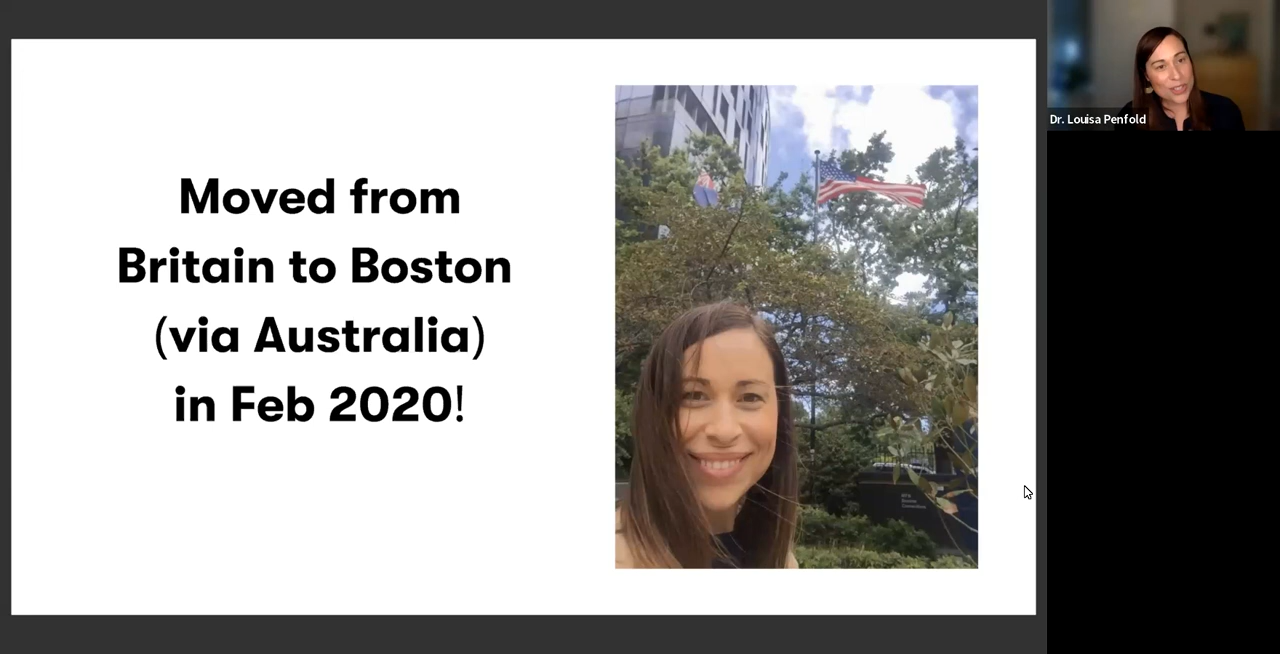 Moved from
Britain to Boston
(via Australia)
in Feb 2020!
Dr. Louisa Penfold